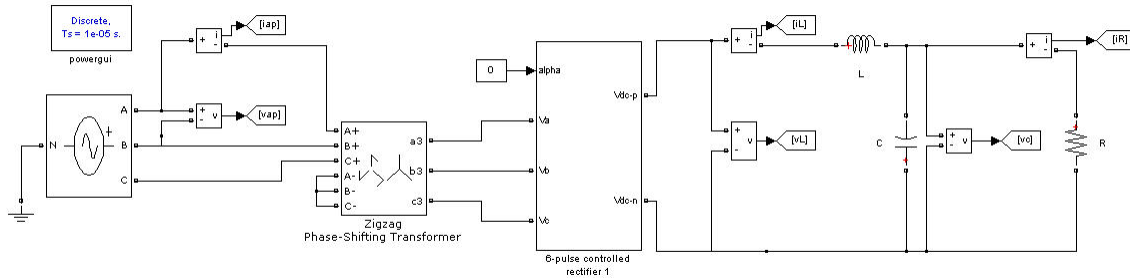 Discrete,
Ts = 1e-05 s.
powergui
[iap]
i
+
-
[vap]
v
+
-
N
A
B
C
+
A+
B+
C+
A-
B-
C-
a3
b3
c3
Zigzag
Phase-Shifting Transformer
0
alpha
Va
Vb
Vc
Vdc-p
Vdc-n
6-pulse controlled
rectifier 1
[iL]
i
+
-
[vL]
v
+
-
L
C
[vc]
v
+
-
[iR]
i
+
-
R